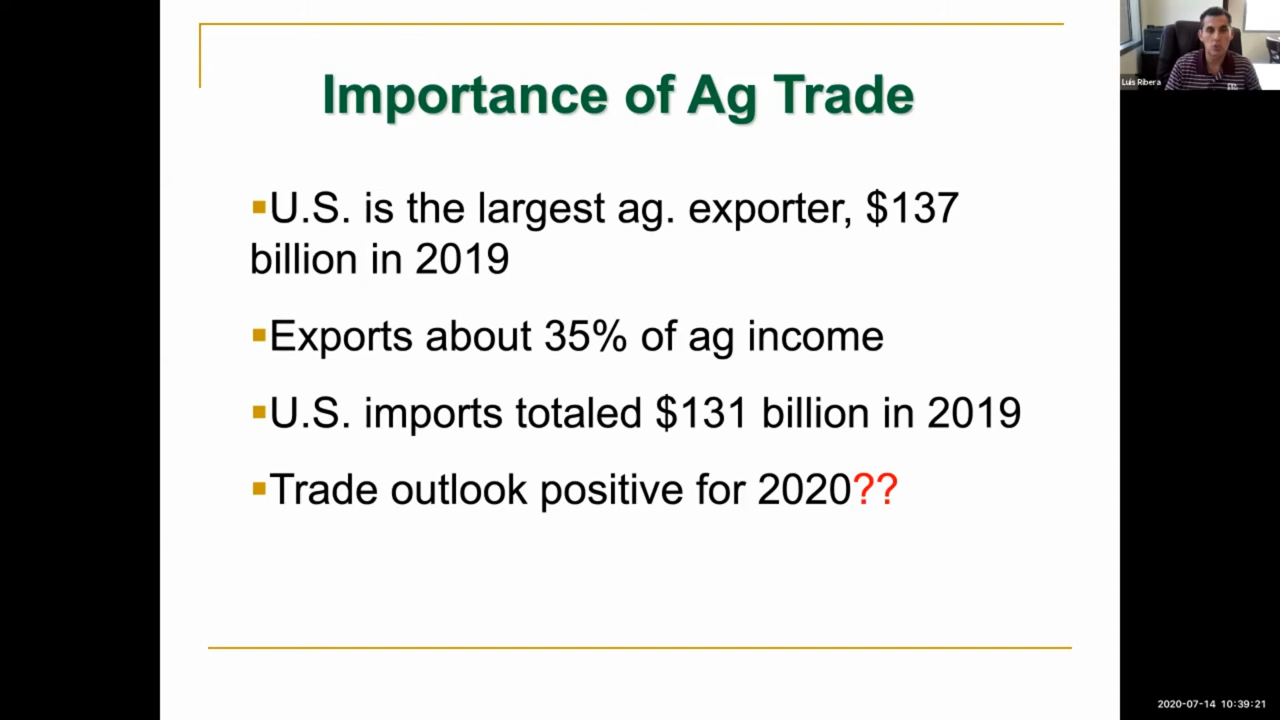 Importance of Ag Trade
Luis Ribera
▪U.S. is the largest ag. exporter, $137
billion in 2019
▪Exports about 35% of ag income
▪U.S. imports totaled $131 billion in 2019
▪Trade outlook positive for 2020??
2020-07-14 10:39:21